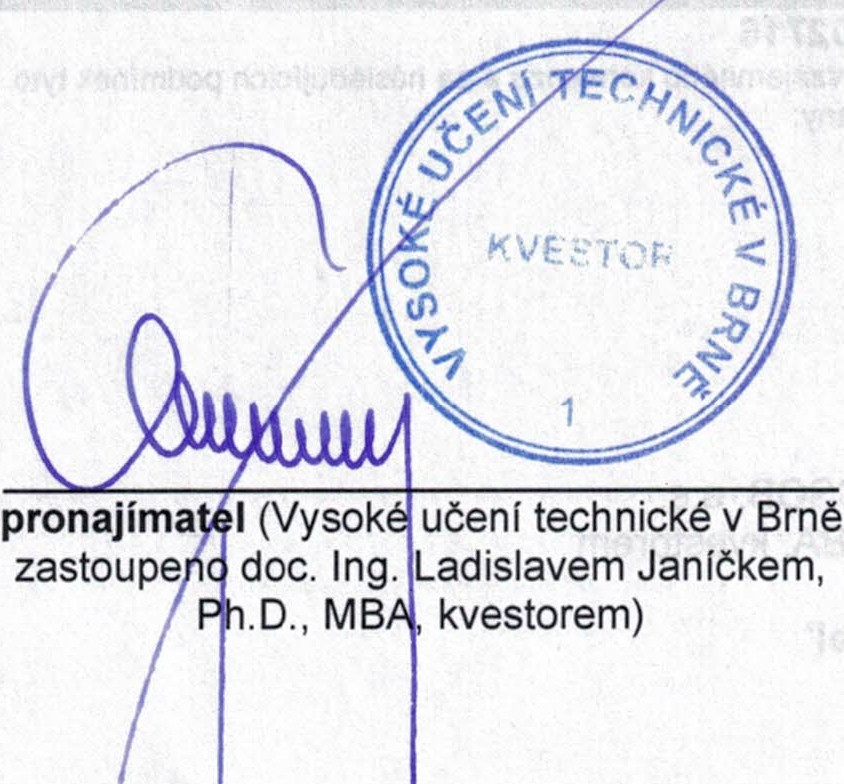 VYSOKÉ UČENÍ TECHNICKÉ V BRNĚ
KVESTOR
1
pronajímatel (Vysoké učení technické v Brně
zastoupeno doc. Ing. Ladislavem Janíčkem,
Ph.D., MBA, kvestorem)